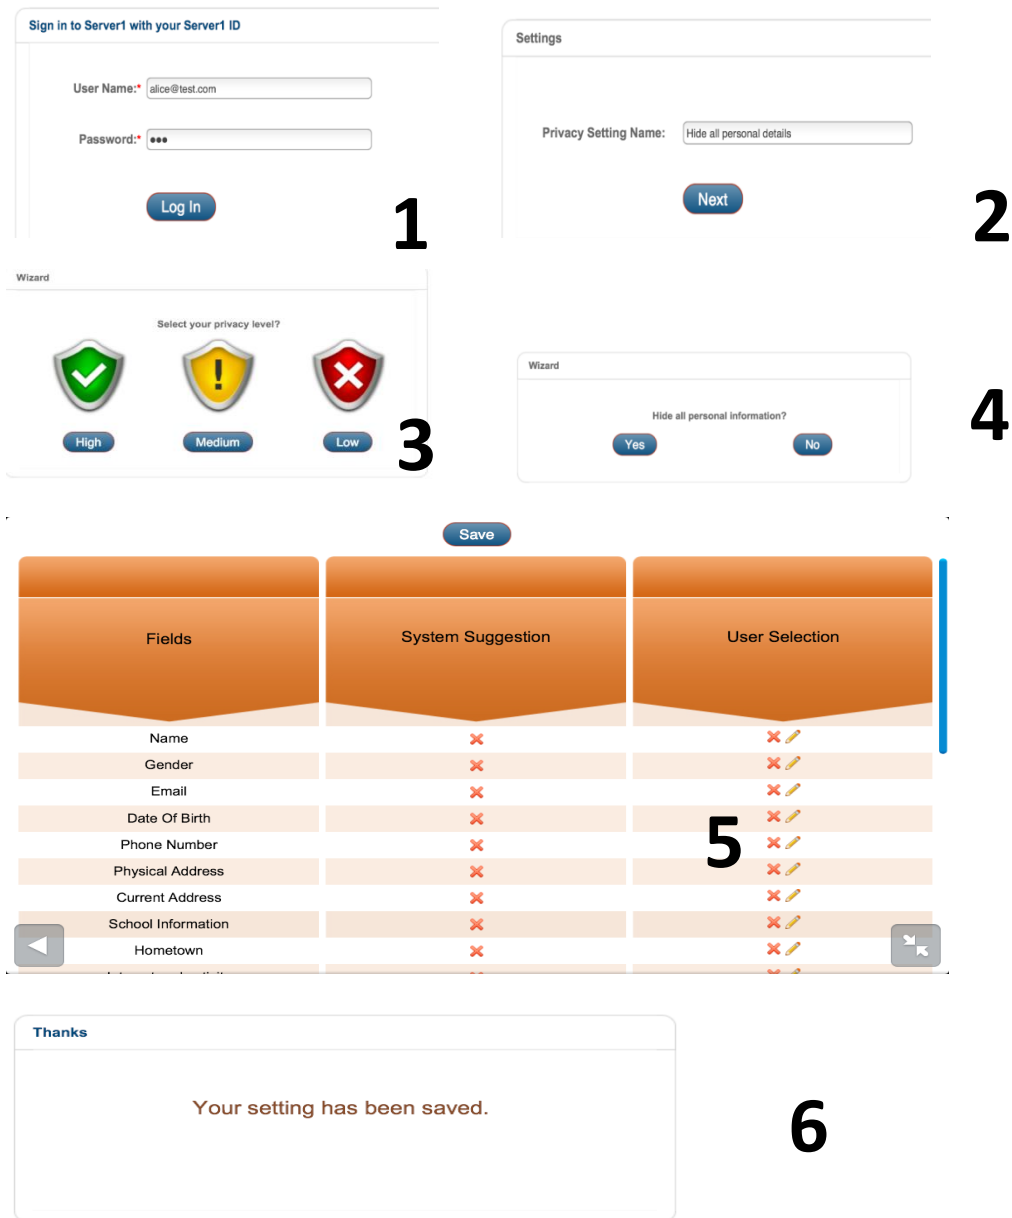 Sign in to Server1 with your Server1 ID
User Name:*
alice@test.com
Password:*
●●●
Log In
1
Settings
Privacy Setting Name:
Hide all personal details
Next
2
Wizard
Select your privacy level?
High
Medium
Low
3
Wizard
Hide all personal information?
Yes
No
4
Save
Fields
System Suggestion
User Selection
Name
Gender
Email
Date Of Birth
Phone Number
Physical Address
Current Address
School Information
Hometown
5
Thanks
Your setting has been saved.
6